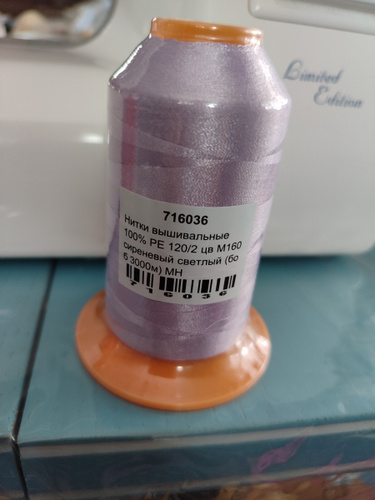 Limited
Edition
716036
Нитки вышивальные
100% PE 120/2 цв М160
сиреневый светлый (бо
б 3000м) МН
716036